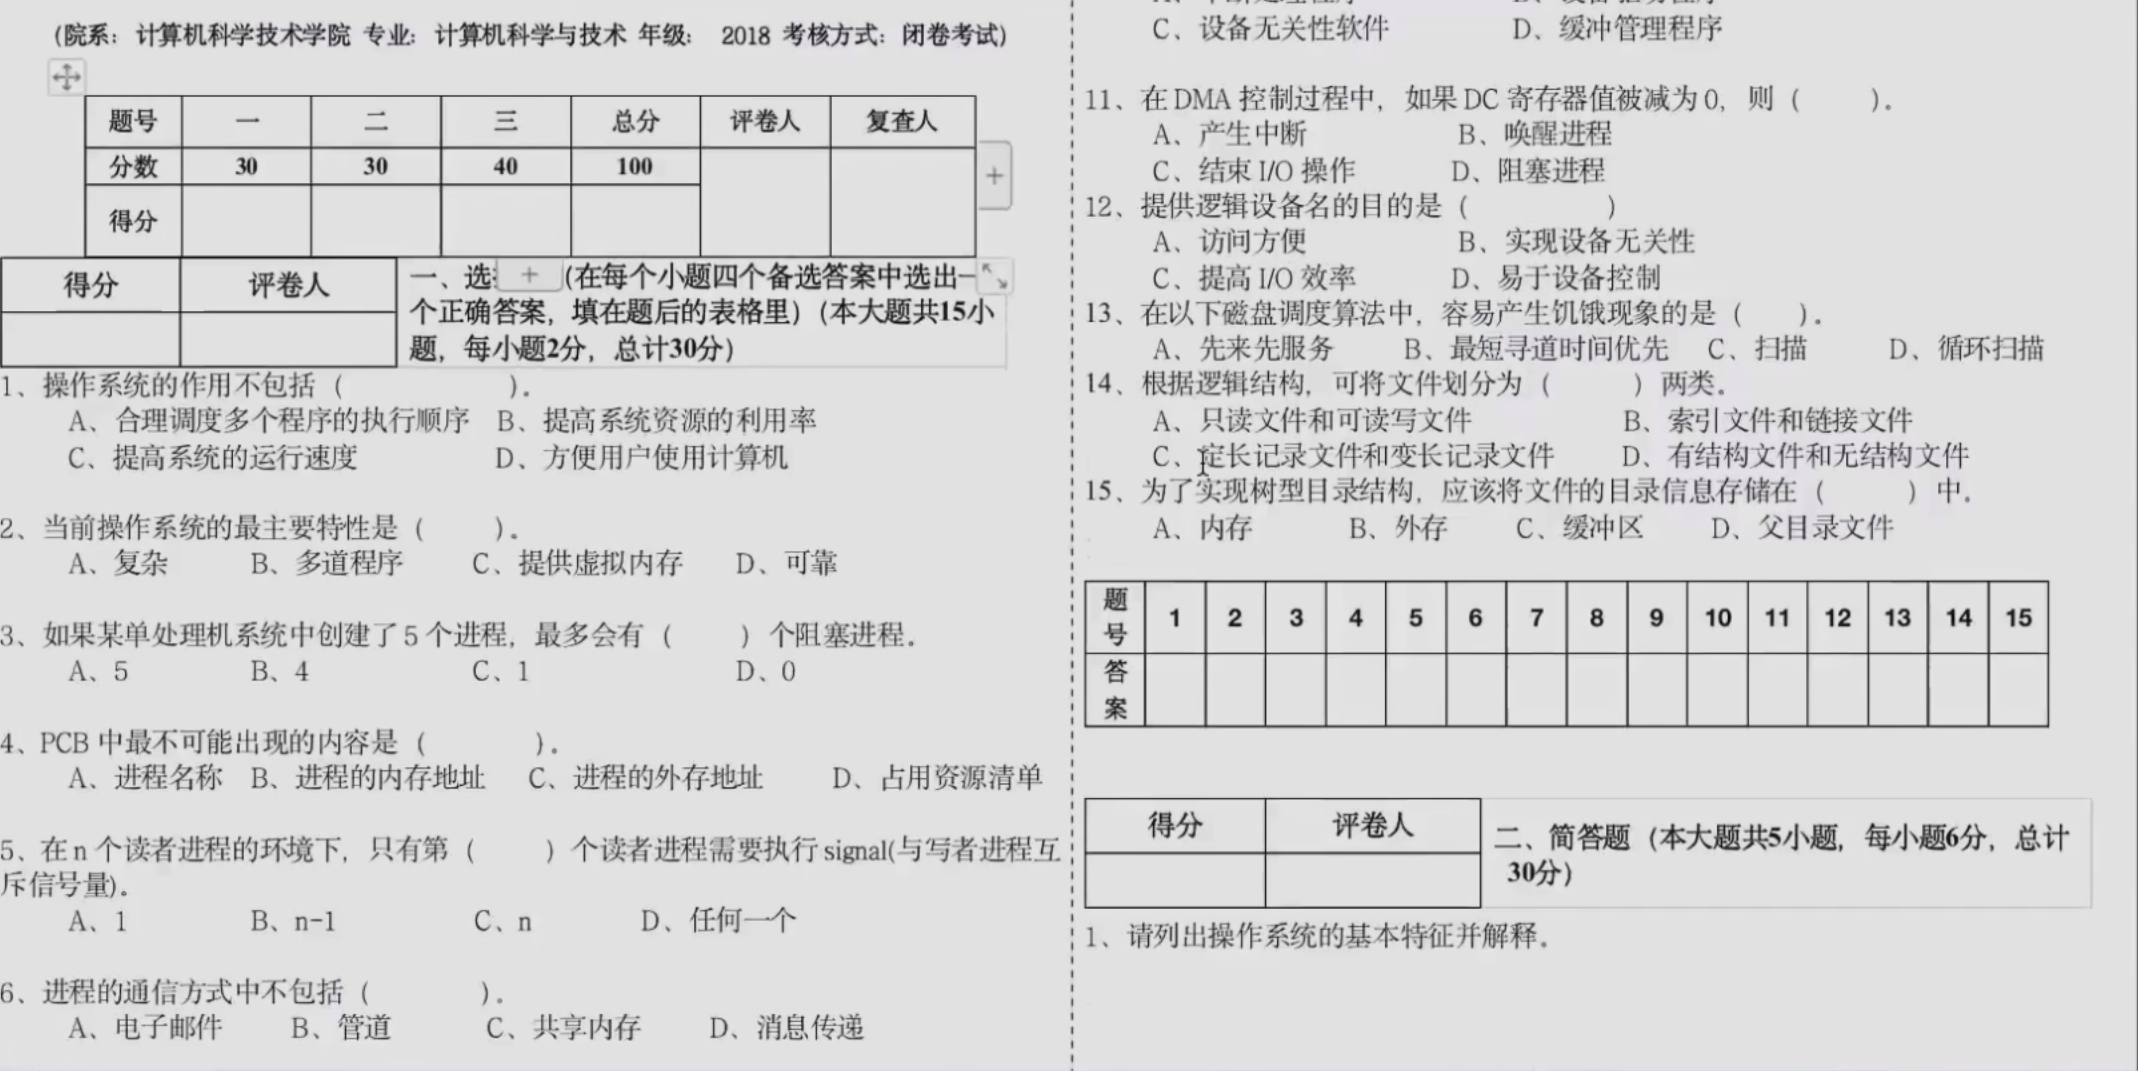 （院系：计算机科学技术学院 专业：计算机科学与技术 年级： 2018 考核方式：闭卷考试）
题号 一 二 三 总分 评卷人 复查人
分数 30 30 40 100
得分
得分 评卷人
一、选 （在每个小题四个备选答案中选出一
个正确答案，填在题后的表格里）（本大题共15小
题，每小题2分，总计30分）
1、操作系统的作用不包括（ ）。
A、合理调度多个程序的执行顺序 B、提高系统资源的利用率
C、提高系统的运行速度 D、方便用户使用计算机
2、当前操作系统的最主要特性是（ ）。
A、复杂 B、多道程序 C、提供虚拟内存 D、可靠
3、如果某单处理机系统中创建了 5 个进程，最多会有（ ）个阻塞进程。
A、5 B、4 C、1 D、0
4、PCB 中最不可能出现的内容是（ ）。
A、进程名称 B、进程的内存地址 C、进程的外存地址 D、占用资源清单
5、在 n 个读者进程的环境下，只有第（ ）个读者进程需要执行 signal(与写者进程互
斥信号量)。
A、1 B、n-1 C、n D、任何一个
6、进程的通信方式中不包括（ ）。
A、电子邮件 B、管道 C、共享内存 D、消息传递
C、设备无关性软件 D、缓冲管理程序
11、在 DMA 控制过程中，如果 DC 寄存器值被减为 0，则（ ）。
A、产生中断 B、唤醒进程
C、结束 I/O 操作 D、阻塞进程
12、提供逻辑设备名的目的是（ ）
A、访问方便 B、实现设备无关性
C、提高 I/O 效率 D、易于设备控制
13、在以下磁盘调度算法中，容易产生饥饿现象的是（ ）。
A、先来先服务 B、最短寻道时间优先 C、扫描 D、循环扫描
14、根据逻辑结构，可将文件划分为（ ）两类。
A、只读文件和可读写文件 B、索引文件和链接文件
C、定长记录文件和变长记录文件 D、有结构文件和无结构文件
15、为了实现树型目录结构，应该将文件的目录信息存储在（ ）中。
A、内存 B、外存 C、缓冲区 D、父目录文件
题号 1 2 3 4 5 6 7 8 9 10 11 12 13 14 15
答案
得分 评卷人
二、简答题（本大题共5小题，每小题6分，总计
30分）
1、请列出操作系统的基本特征并解释。